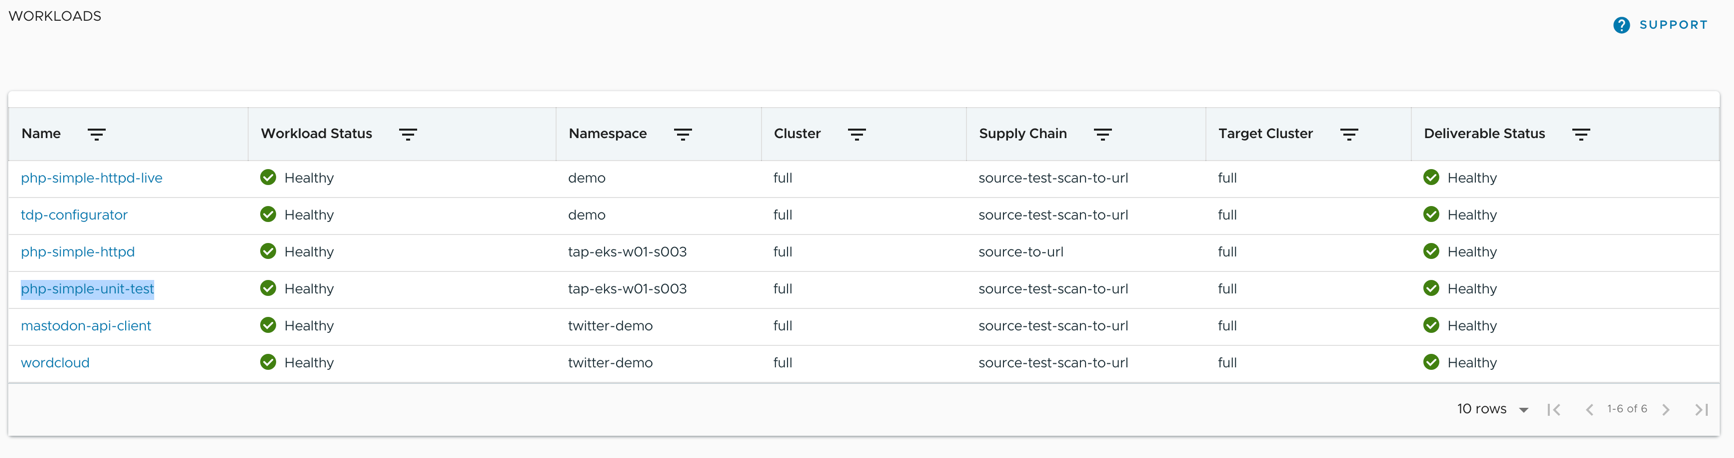 WORKLOADS
SUPPORT
Name Workload Status Namespace Cluster Supply Chain Target Cluster Deliverable Status
php-simple-httpd-live Healthy demo full source-test-scan-to-url full Healthy
tdp-configurator Healthy demo full source-test-scan-to-url full Healthy
php-simple-httpd Healthy tap-eks-w01-s003 full source-to-url full Healthy
php-simple-unit-test Healthy tap-eks-w01-s003 full source-test-scan-to-url full Healthy
mastodon-api-client Healthy twitter-demo full source-test-scan-to-url full Healthy
wordcloud Healthy twitter-demo full source-test-scan-to-url full Healthy
10 rows 1-6 of 6